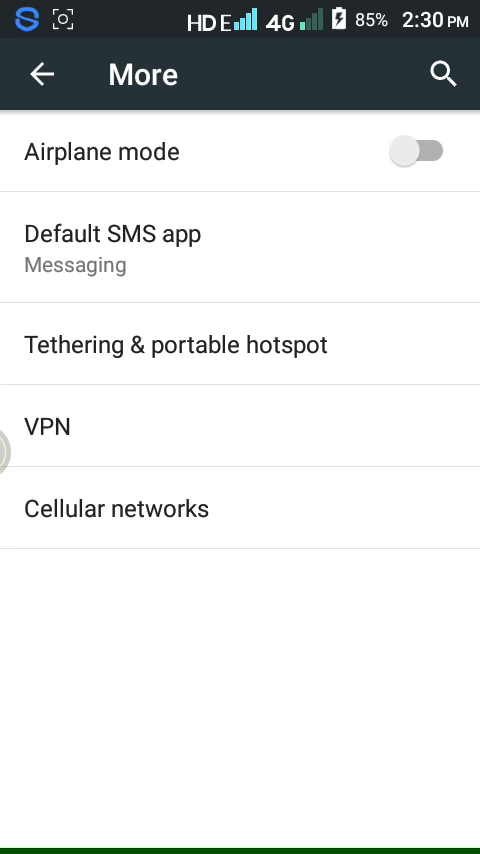 HD E 4G 85% 2:30 PM
More
Airplane mode
Default SMS app
Messaging
Tethering & portable hotspot
VPN
Cellular networks